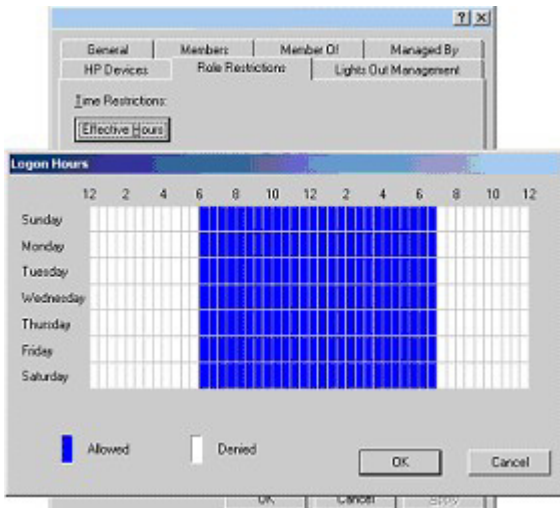 General Members Member Of Managed By
HP Devices Role Restrictions Lights Out Management
Time Restrictions:
Effective Hours
Logon Hours
12 2 4 6 8 10 12 2 4 6 8 10 12
Sunday
Monday
Tuesday
Wednesday
Thursday
Friday
Saturday
Allowed Denied
OK Cancel
OK Cancel Apply